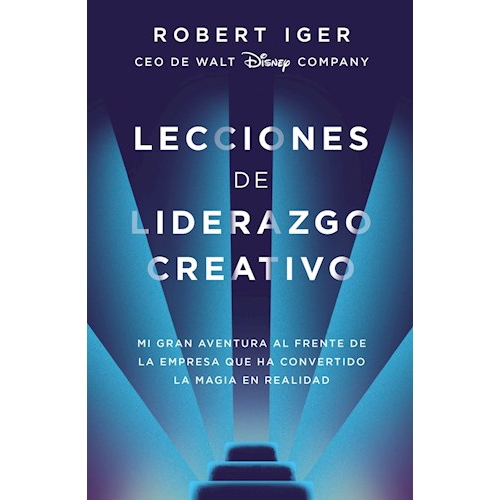 ROBERT IGER
CEO DE WALT DISNEY COMPANY
LECCIONES
DE
LIDERAZGO
CREATIVO
MI GRAN AVENTURA AL FRENTE DE
LA EMPRESA QUE HA CONVERTIDO
LA MAGIA EN REALIDAD